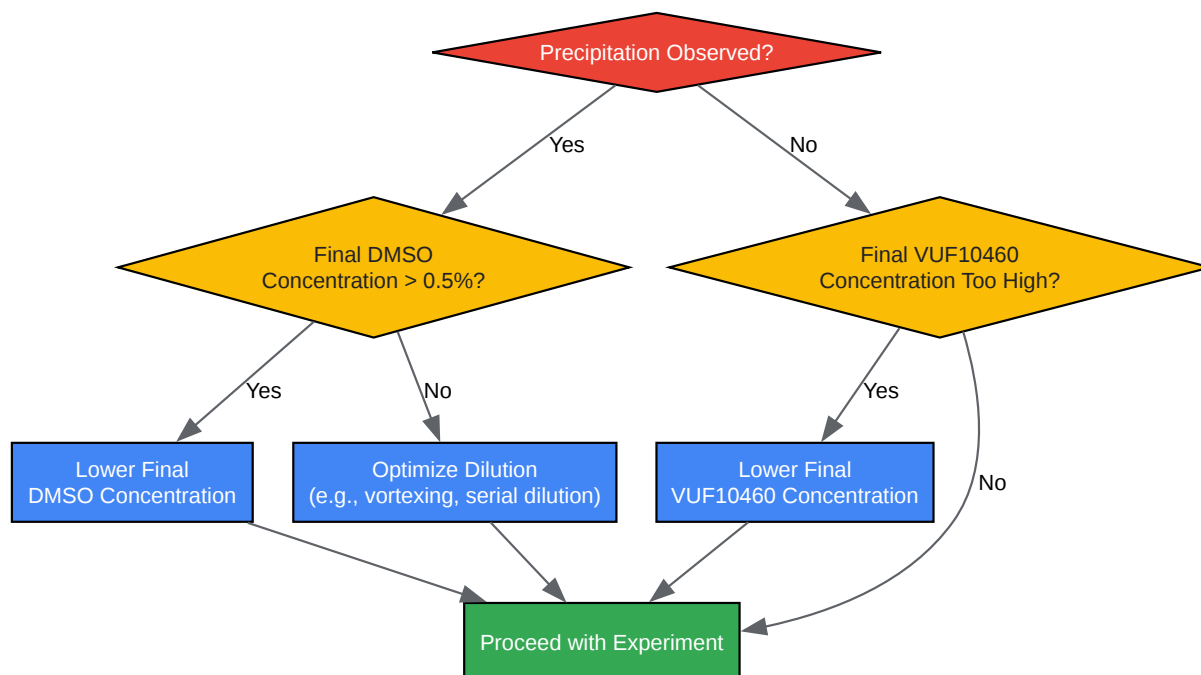 Precipitation Observed?
Yes
No
Final DMSO
Concentration > 0.5%?
Final VUF10460
Concentration Too High?
Yes
No
Yes
No
Lower Final
DMSO Concentration
Optimize Dilution
(e.g., vortexing, serial dilution)
Lower Final
VUF10460 Concentration
Proceed with Experiment